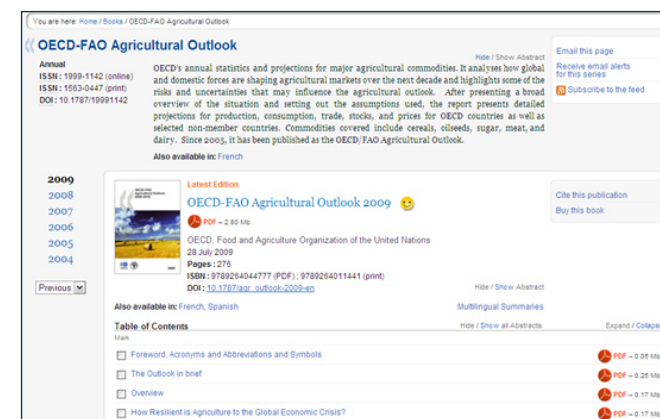 You are here: Home / Books / OECD-FAO Agricultural Outlook
OECD-FAO Agricultural Outlook
Hide / Show Abstract
Annual
ISSN : 1999-1142 (online)
ISSN : 1563-0447 (print)
DOI : 10.1787/19991142
OECD's annual statistics and projections for major agricultural commodities. It analyses how global
and domestic forces are shaping agricultural markets over the next decade and highlights some of the
risks and uncertainties that may influence the agricultural outlook. After presenting a broad
overview of the situation and setting out the assumptions used, the report presents detailed
projections for production, consumption, trade, stocks, and prices for OECD countries as well as
selected non-member countries. Commodities covered include cereals, oilseeds, sugar, meat, and
dairy. Since 2005, it has been published as the OECD/FAO Agricultural Outlook.
Also available in: French
Email this page
Receive email alerts
for this series
Subscribe to the feed
2009
2008
2007
2006
2005
2004
Previous
Latest Edition
OECD-FAO Agricultural Outlook 2009
PDF – 2.80 Mb
OECD, Food and Agriculture Organization of the United Nations
28 July 2009
Pages : 276
ISBN : 9789264044777 (PDF) ; 9789264011441 (print)
DOI : 10.1787/agr_outlook-2009-en
Hide / Show Abstract
Also available in: French, Spanish
Multilingual Summaries
Cite this publication
Buy this book
Table of Contents
Hide / Show all Abstracts
Expand / Collaps
Mark
Foreword, Acronyms and Abbreviations and Symbols
PDF – 0.05 Mb
The Outlook in brief
PDF – 0.25 Mb
Overview
PDF – 0.17 Mb
How Resilient is Agriculture to the Global Economic Crisis?
PDF – 0.17 Mb